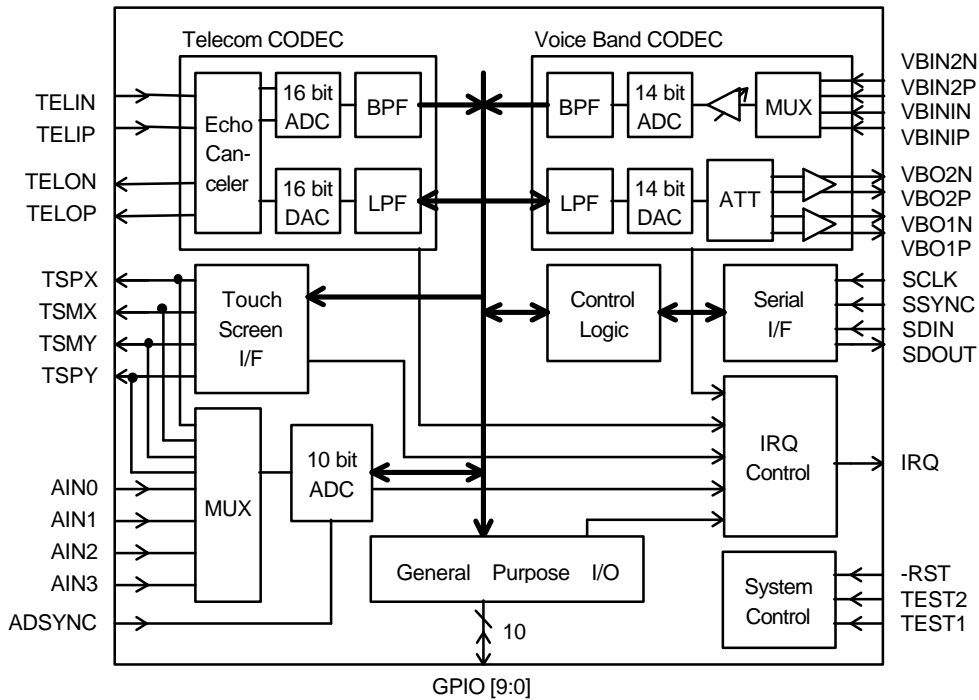 Telecom CODEC
Voice Band CODEC
TELIN
TELIP
TELON
TELOP
Echo
Can-
celer
16 bit
ADC
BPF
16 bit
DAC
LPF
BPF
14 bit
ADC
MUX
LPF
14 bit
DAC
ATT
VBIN2N
VBIN2P
VBININ
VBINIP
VBO2N
VBO2P
VBO1N
VBO1P
TSPX
TSMX
TSMY
TSPY
Touch
Screen
I/F
Control
Logic
Serial
I/F
SCLK
SSYNC
SDIN
SDOUT
AIN0
AIN1
AIN2
AIN3
ADSYNC
MUX
10 bit
ADC
IRQ
Control
IRQ
General Purpose I/O
System
Control
-RST
TEST2
TEST1
10
GPIO [9:0]